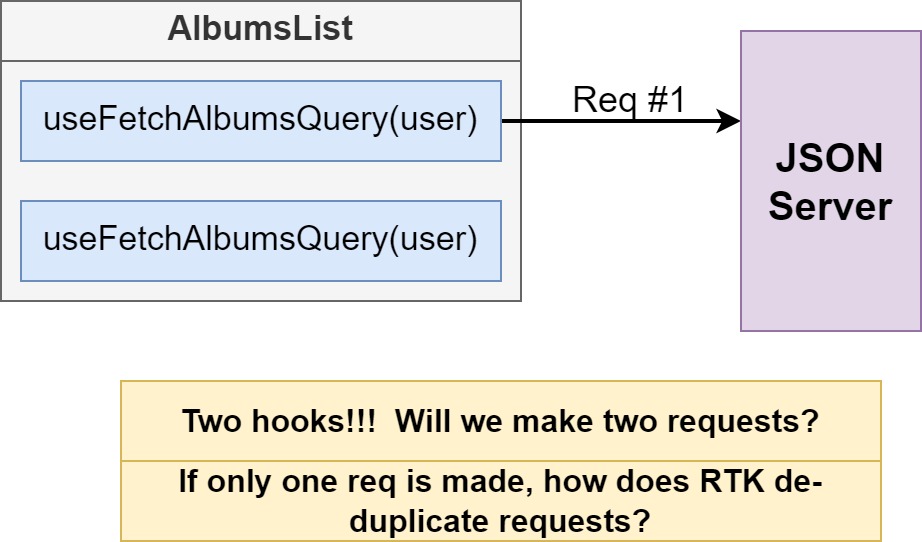 AlbumsList
useFetchAlbumsQuery(user)
Req #1
useFetchAlbumsQuery(user)
JSON
Server
Two hooks!!!  Will we make two requests?
If only one req is made, how does RTK de-
duplicate requests?